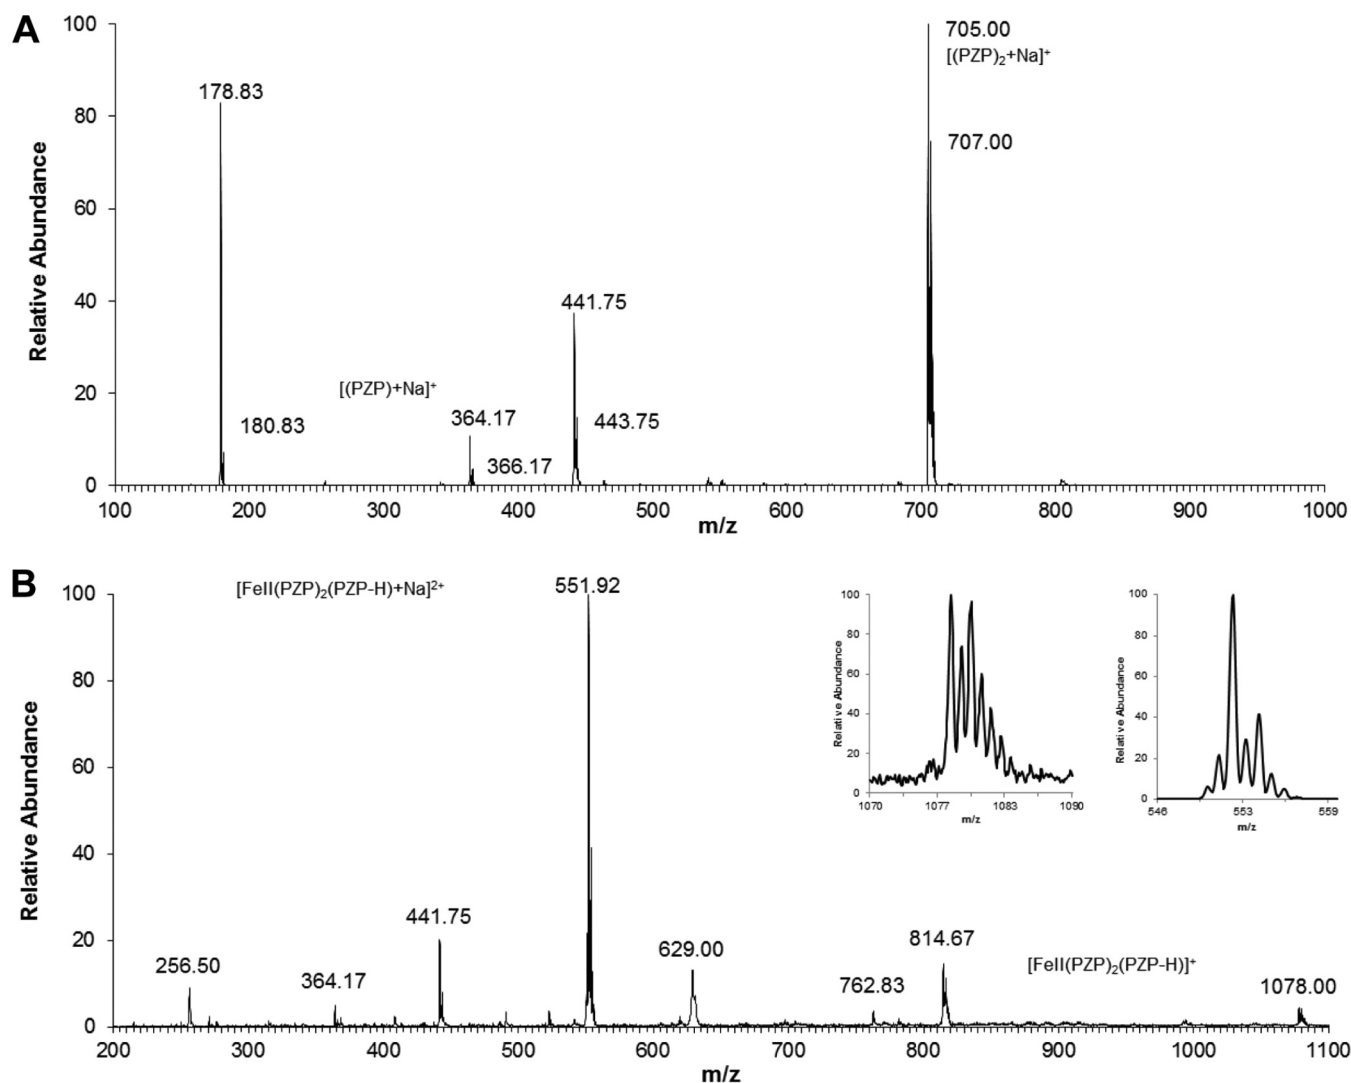 A
Relative Abundance
100
80
60
40
20
0
178.83
180.83
[(PZP)+Na]⁺
364.17
366.17
441.75
443.75
705.00
[(PZP)₂+Na]⁺
707.00
100 200 300 400 500 600 700 800 900 1000
m/z
B
Relative Abundance
100
80
60
40
20
0
[FeII(PZP)₂(PZP-H)+Na]²⁺
551.92
256.50
364.17
441.75
629.00
762.83
814.67
[FeII(PZP)₂(PZP-H)]⁺
1078.00
200 300 400 500 600 700 800 900 1000 1100
m/z
Relative Abundance
100
80
60
40
20
0
1070 1077 1083 1090
m/z
Relative Abundance
100
80
60
40
20
0
546 553 559
m/z